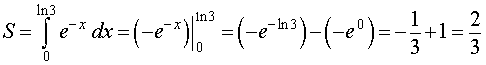 S = ∫₀^{ln3} e^{-x} dx = (-e^{-x})|₀^{ln3} = (-e^{-ln3}) - (-e^{0}) = -1/3 + 1 = 2/3